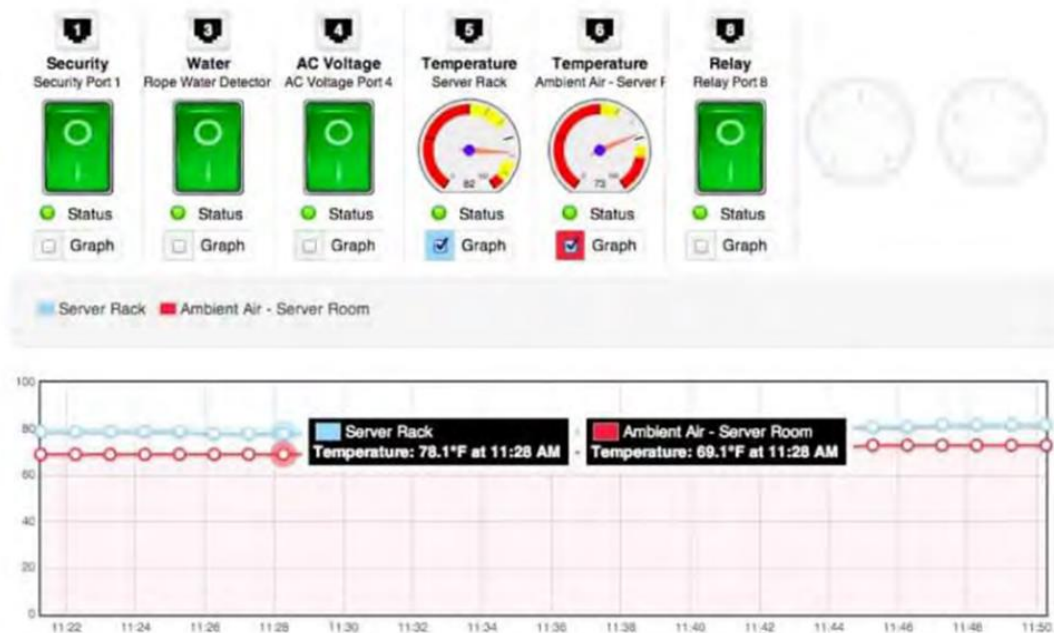 1
Security
Security Port 1
Status
Graph
3
Water
Rope Water Detector
Status
Graph
4
AC Voltage
AC Voltage Port 4
Status
Graph
5
Temperature
Server Rack
82
Status
Graph
6
Temperature
Ambient Air - Server R
73
Status
Graph
8
Relay
Relay Port 8
Status
Graph
Server Rack Ambient Air - Server Room
100
80
60
40
20
0
Server Rack
Temperature: 78.1°F at 11:28 AM
Ambient Air - Server Room
Temperature: 69.1°F at 11:28 AM
11:22 11:24 11:26 11:28 11:30 11:32 11:34 11:36 11:38 11:40 11:42 11:44 11:46 11:48 11:50